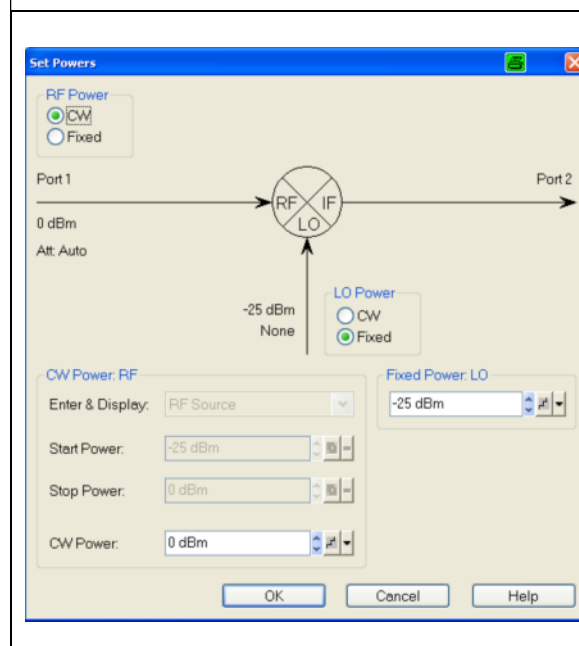 Set Powers
RF Power
CW
Fixed
Port 1
Port 2
RF
IF
LO
0 dBm
Att: Auto
-25 dBm
None
LO Power
CW
Fixed
CW Power: RF
Enter & Display:
RF Source
Start Power:
-25 dBm
Stop Power:
0 dBm
CW Power:
0 dBm
Fixed Power: LO
-25 dBm
OK
Cancel
Help